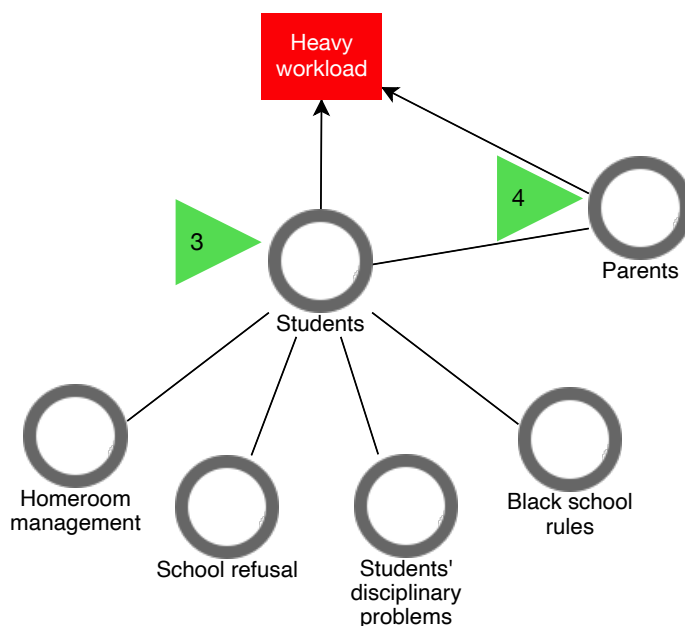 Heavy
workload
4
3
Parents
Students
Homeroom
management
School refusal
Students'
disciplinary
problems
Black school
rules